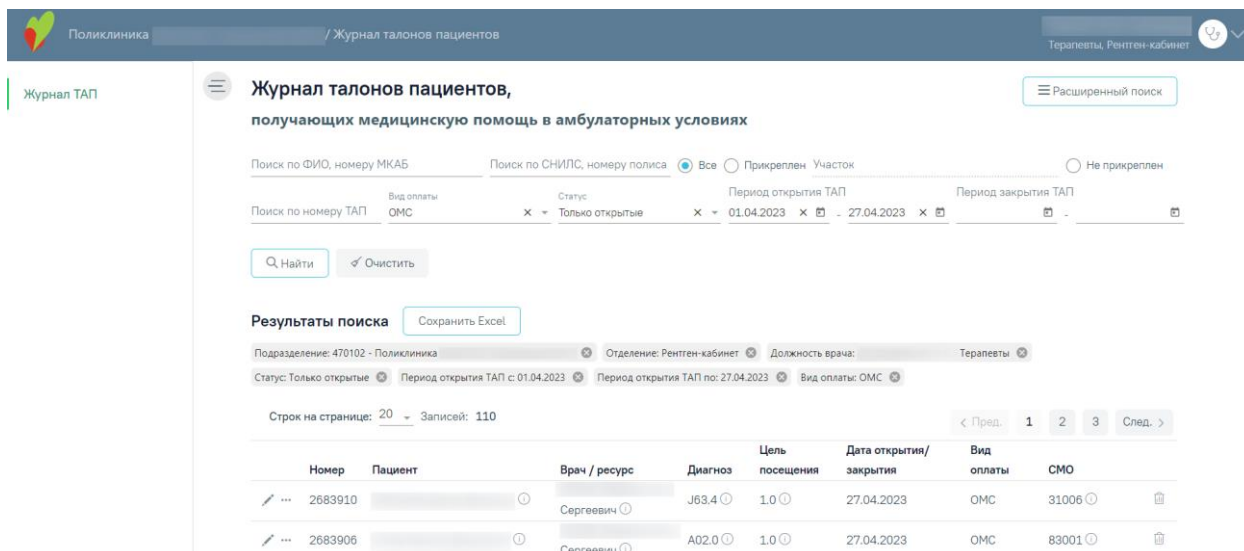 Поликлиника / Журнал талонов пациентов
Терапевты, Рентген-кабинет
Журнал ТАП
Журнал талонов пациентов,
Расширенный поиск
получающих медицинскую помощь в амбулаторных условиях
Поиск по ФИО, номеру МКАБ Поиск по СНИЛС, номеру полиса Все Прикреплен Участок Не прикреплен
Вид оплаты Статус Период открытия ТАП Период закрытия ТАП
Поиск по номеру ТАП ОМС Только открытые 01.04.2023 - 27.04.2023 -
Найти Очистить
Результаты поиска Сохранить Excel
Подразделение: 470102 - Поликлиника Отделение: Рентген-кабинет Должность врача: Терапевты
Статус: Только открытые Период открытия ТАП с: 01.04.2023 Период открытия ТАП по: 27.04.2023 Вид оплаты: ОМС
Строк на странице: 20 Записей: 110 < Пред. 1 2 3 След. >
Номер Пациент Врач / ресурс Диагноз Цель посещения Дата открытия/ закрытия Вид оплаты СМО
2683910 Сергеевич J63.4 1.0 27.04.2023 ОМС 31006
2683906 Сергеевич A02.0 1.0 27.04.2023 ОМС 83001